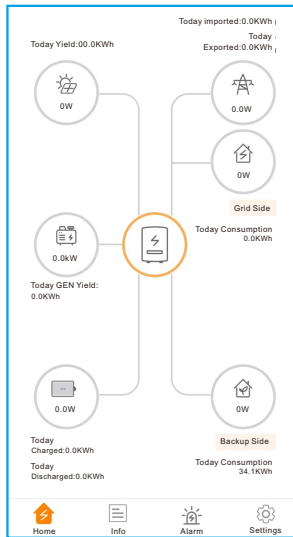 Today imported:0.0KWh
Today Yield:00.0KWh
Today
Exported:0.0KWh
0W
0.0W
0W
Grid Side
Today Consumption
0.0KWh
0.0kW
Today GEN Yield:
0.0KWh
0.0W
0W
Today
Charged:0.0KWh
Backup Side
Today
Discharged:0.0KWh
Today Consumption
34.1KWh
Home
Info
Alarm
Settings